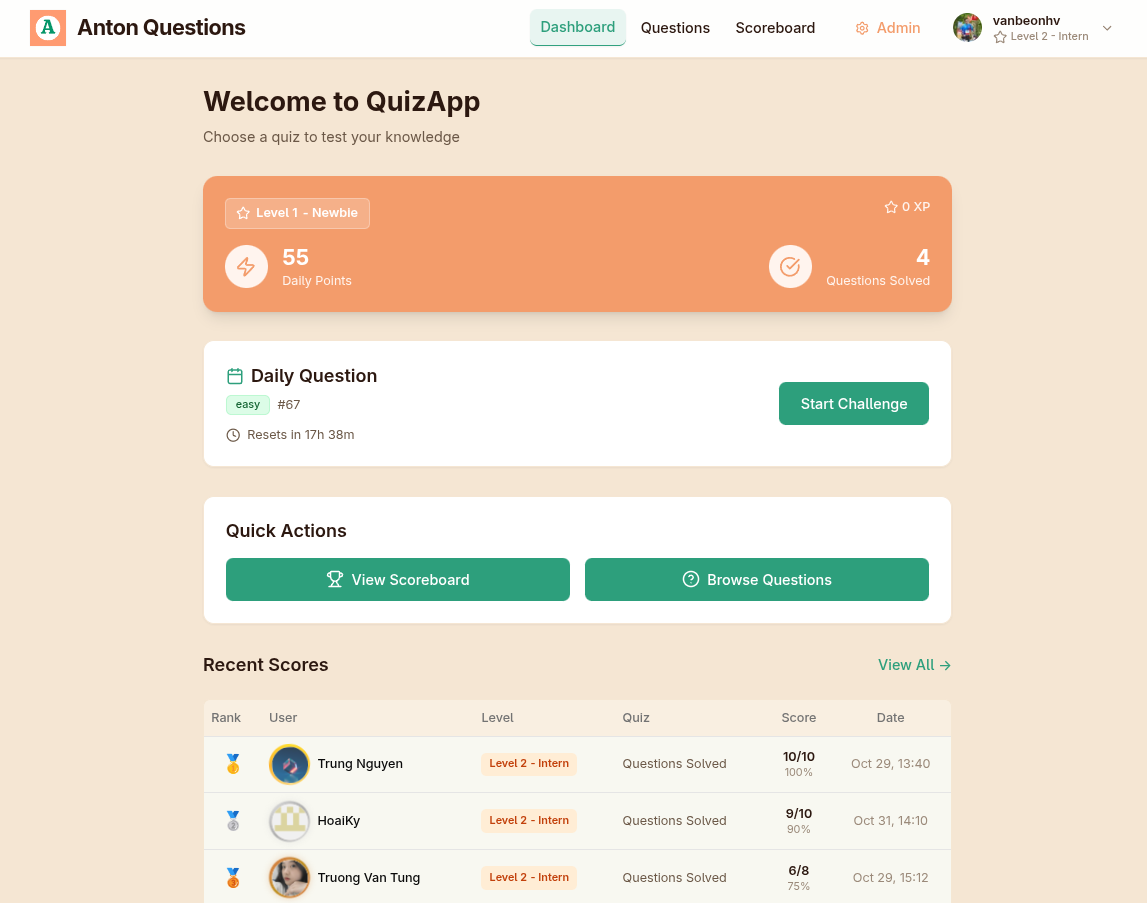 A Anton Questions
Dashboard Questions Scoreboard Admin
vanbeonhv
Level 2 - Intern
Welcome to QuizApp
Choose a quiz to test your knowledge
Level 1 - Newbie
0 XP
55
Daily Points
4
Questions Solved
Daily Question
easy #67
Resets in 17h 38m
Start Challenge
Quick Actions
View Scoreboard
Browse Questions
Recent Scores
View All →
Rank User Level Quiz Score Date
Trung Nguyen Level 2 - Intern Questions Solved 10/10 Oct 29, 13:40
100%
HoaiKy Level 2 - Intern Questions Solved 9/10 Oct 31, 14:10
90%
Truong Van Tung Level 2 - Intern Questions Solved 6/8 Oct 29, 15:12
75%